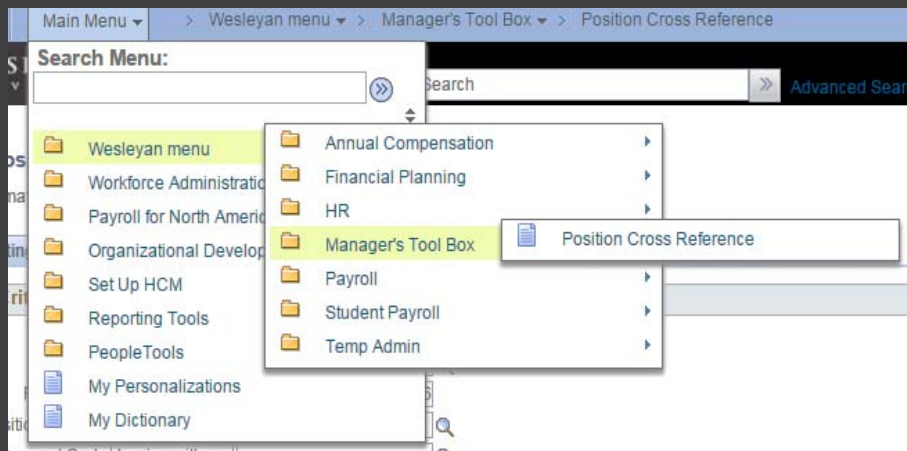 Main Menu > Wesleyan menu > Manager's Tool Box > Position Cross Reference
Search Menu:
Search
Advanced Sear
Wesleyan menu
Workforce Administratio
Payroll for North Americ
Organizational Develop
Set Up HCM
Reporting Tools
PeopleTools
My Personalizations
My Dictionary
Annual Compensation
Financial Planning
HR
Manager's Tool Box
Payroll
Student Payroll
Temp Admin
Position Cross Reference